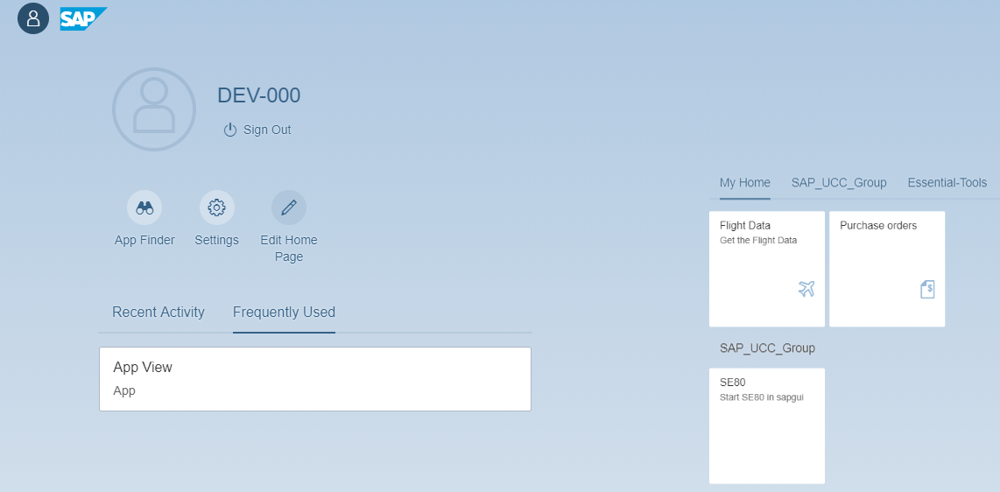 SAP
DEV-000
Sign Out
App Finder
Settings
Edit Home
Page
Recent Activity
Frequently Used
App View
App
My Home
SAP_UCC_Group
Essential-Tools
Flight Data
Get the Flight Data
Purchase orders
$
SAP_UCC_Group
SE80
Start SE80 in sapgui